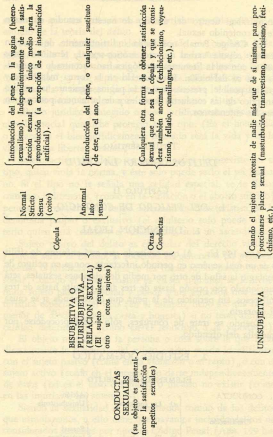 CONDUCTAS
SEXUALES
(su objeto es general-
mente la satisfacción a
apetitos sexuales)
BISUBJETIVA O
PLURISUBJETIVA.—
(RELACION SEXUAL)
(El sujeto requiere de
otro u otros sujetos)
Cópula
Normal
Stricto
Sensu
(coito)
Introducción del pene en la vagina (hetero-
sexualismo). Independientemente de la satis-
facción sexual es el único medio para la
reproducción (a excepción de la inseminación
artificial).
Anormal
lato
sensu
Introducción del pene, o cualquier sustituto
de éste, en el ano.
Otras
Conductas
Cualquiera otra forma de obtener satisfacción
sexual que no sea la cópula y que se consi-
dera también anormal (exhibicionismo, voyeu-
rismo, fellatio, cunnilingus, etc.).
UNISUBJETIVA
Cuando el sujeto no necesita de nadie más que de sí mismo, para pro-
porcionarse placer sexual (masturbación, transvestismo, narcisismo, feti-
chismo, etc.).